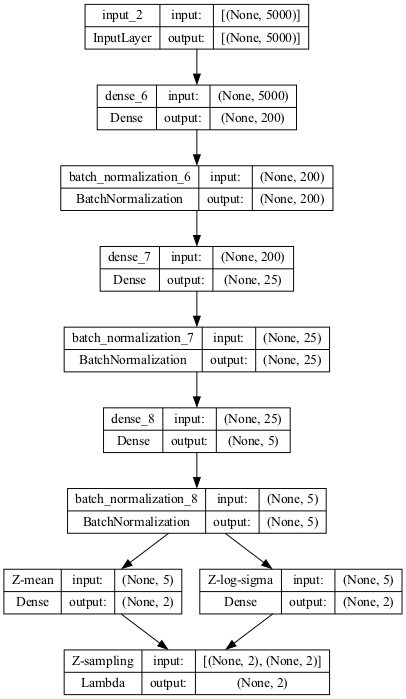 input_2 input: [(None, 5000)]
InputLayer output: [(None, 5000)]
dense_6 input: (None, 5000)
Dense output: (None, 200)
batch_normalization_6 input: (None, 200)
BatchNormalization output: (None, 200)
dense_7 input: (None, 200)
Dense output: (None, 25)
batch_normalization_7 input: (None, 25)
BatchNormalization output: (None, 25)
dense_8 input: (None, 25)
Dense output: (None, 5)
batch_normalization_8 input: (None, 5)
BatchNormalization output: (None, 5)
Z-mean input: (None, 5)
Dense output: (None, 2)
Z-log-sigma input: (None, 5)
Dense output: (None, 2)
Z-sampling input: [(None, 2), (None, 2)]
Lambda output: (None, 2)